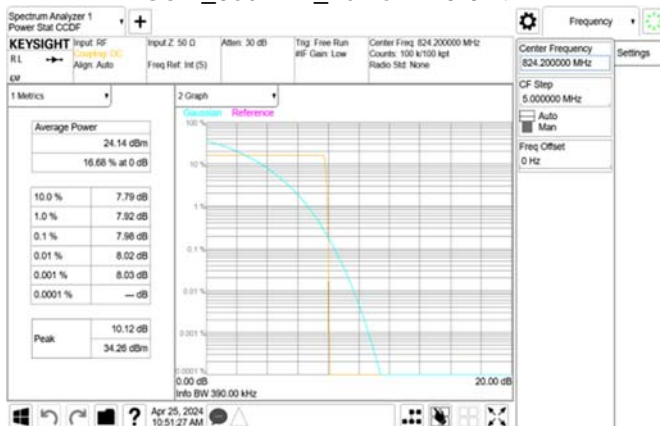 Spectrum Analyzer 1
Power Stat CCDF
Frequency
KEYSIGHT
Input: RF
Coupling: DC
Align: Auto
Input Z: 50 Ω
Freq Ref: Int (S)
Atten: 30 dB
Trig: Free Run
#IF Gain: Low
Center Freq: 824.200000 MHz
Counts: 100 k/100 kpt
Radio Std: None
R L
Center Frequency
824.200000 MHz
Settings
CF Step
5.000000 MHz
Auto
Man
Freq Offset
0 Hz
1 Metrics
2 Graph
Gaussian Reference
Average Power
24.14 dBm
16.68 % at 0 dB
10.0 % 7.79 dB
1.0 % 7.92 dB
0.1 % 7.98 dB
0.01 % 8.02 dB
0.001 % 8.03 dB
0.0001 % --- dB
Peak
10.12 dB
34.26 dBm
100 %
10 %
1 %
0.1 %
0.01 %
0.001 %
0.0001 %
0.00 dB 20.00 dB
Info BW 390.00 kHz
Apr 25, 2024
10:51:27 AM